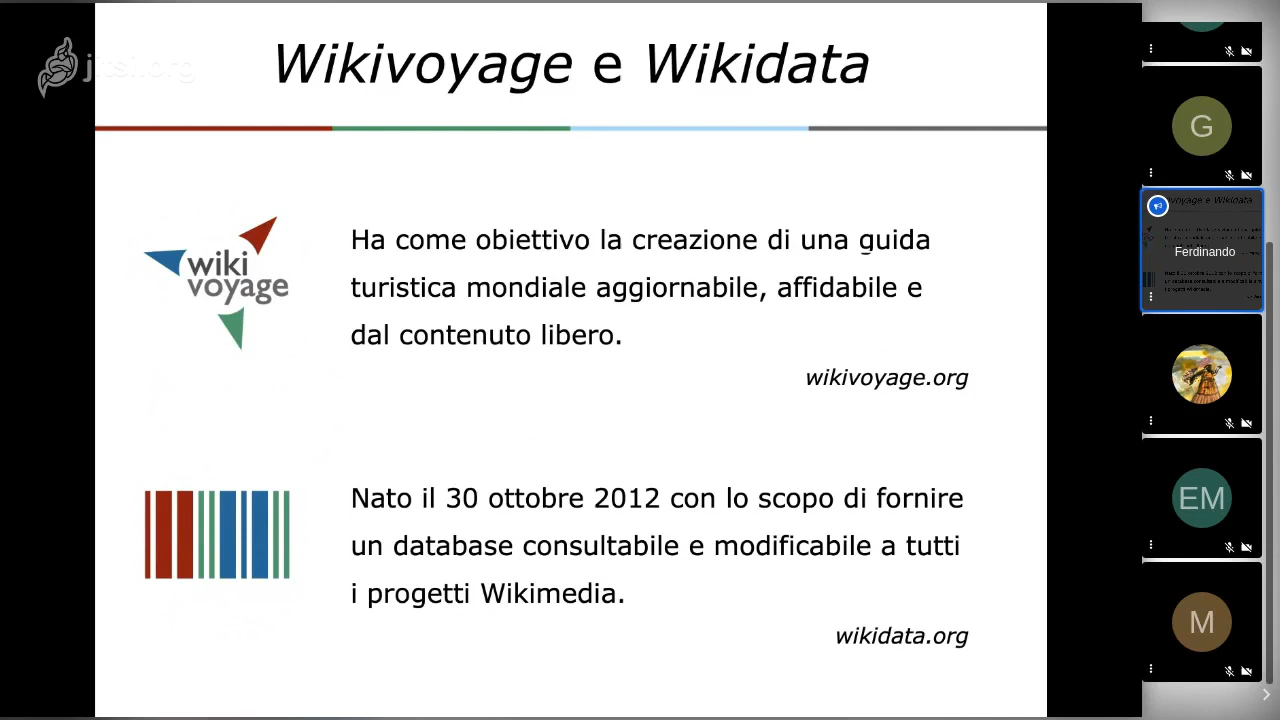 jitsi.org
Wikivoyage e Wikidata
wiki
voyage
Ha come obiettivo la creazione di una guida
turistica mondiale aggiornabile, affidabile e
dal contenuto libero.
wikivoyage.org
Nato il 30 ottobre 2012 con lo scopo di fornire
un database consultabile e modificabile a tutti
i progetti Wikimedia.
wikidata.org
G
Ferdinando
EM
M